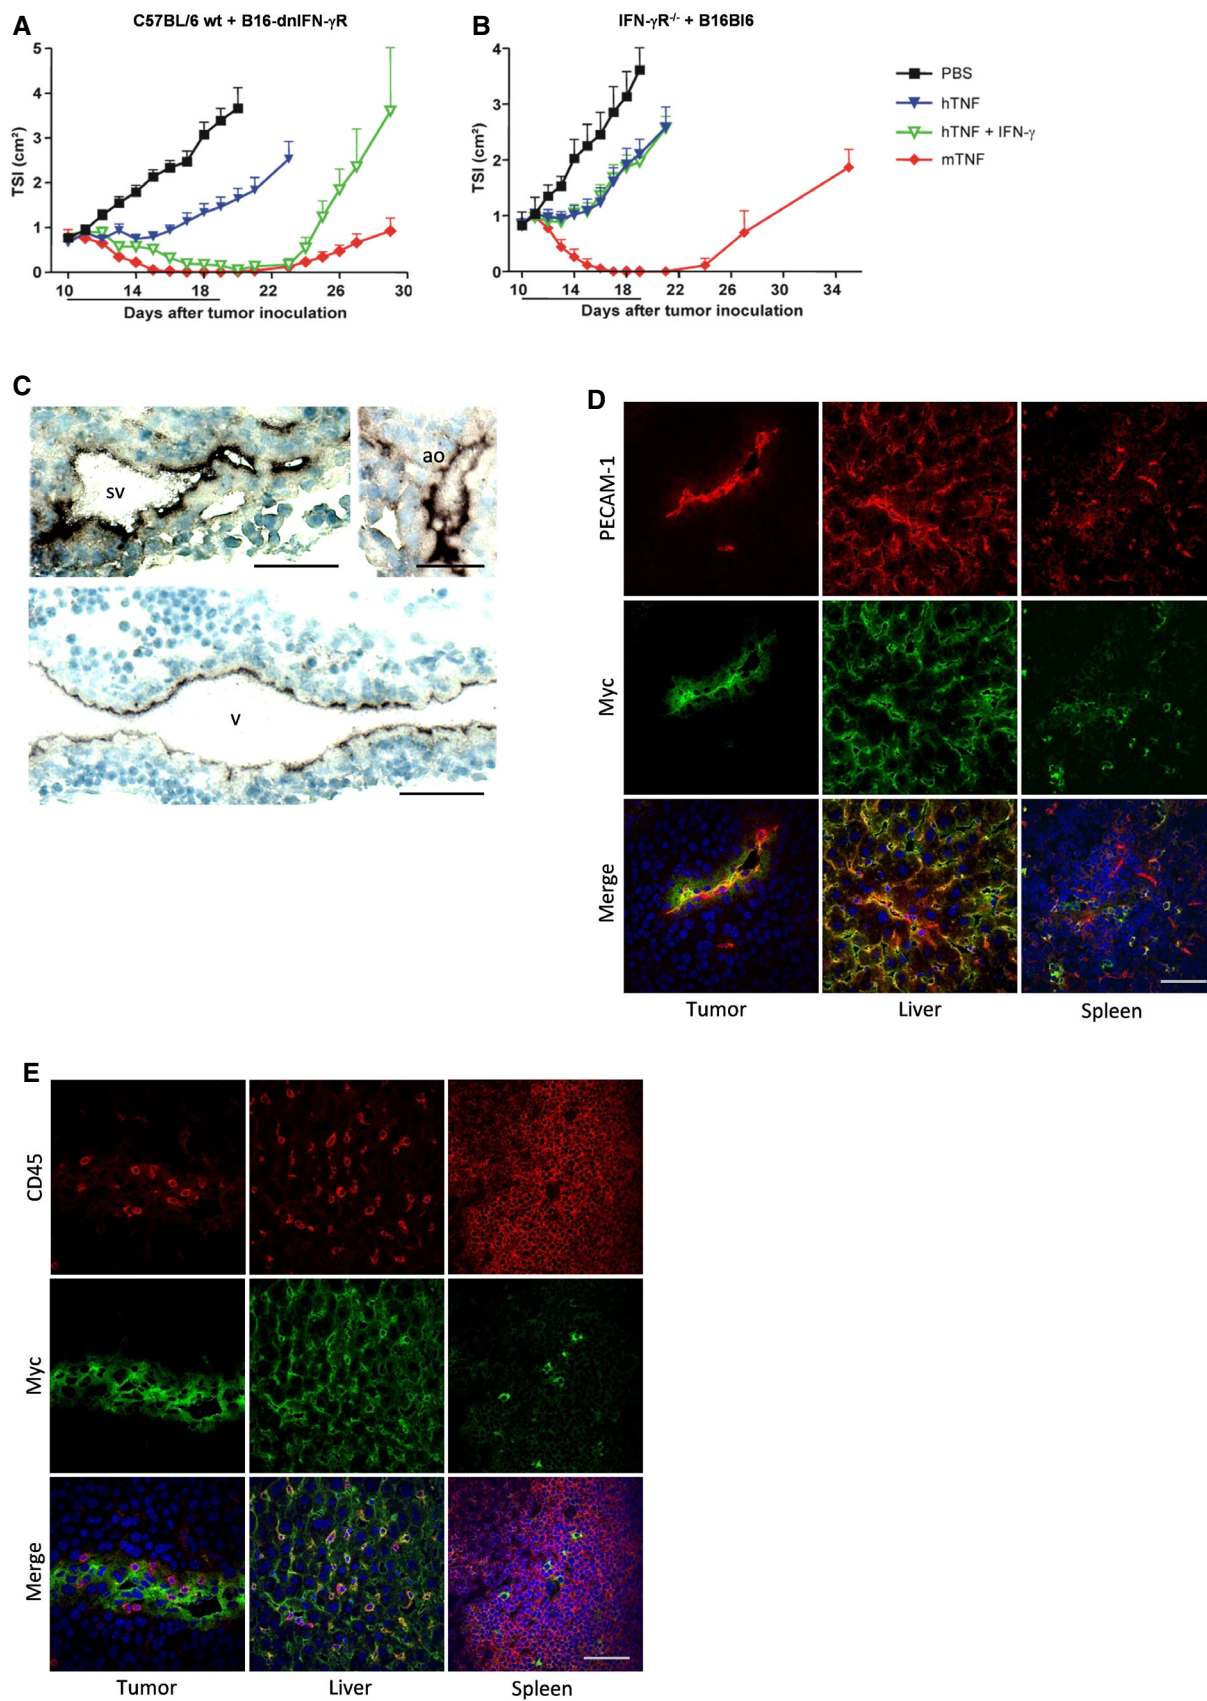 A
C57BL/6 wt + B16-dnIFN-γR
TSI (cm²)
5
4
3
2
1
0
10
14
18
22
26
30
Days after tumor inoculation
B
IFN-γR⁻/⁻ + B16Bl6
TSI (cm²)
4
3
2
1
0
10
14
18
22
26
30
34
Days after tumor inoculation
PBS
hTNF
hTNF + IFN-γ
mTNF
C
sv
ao
v
D
PECAM-1
Myc
Merge
Tumor
Liver
Spleen
E
CD45
Myc
Merge
Tumor
Liver
Spleen